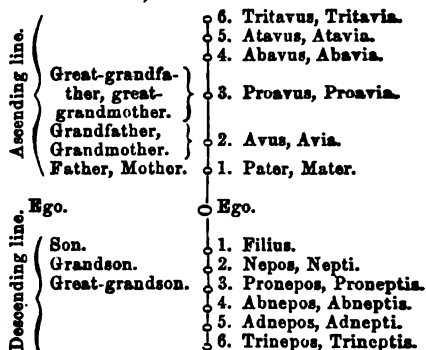 Ascending line.
6. Tritavus, Tritavia.
5. Atavus, Atavia.
4. Abavus, Abavia.
Great-grandfa-
ther, great-
grandmother.
3. Proavus, Proavia.
Grandfather,
Grandmother.
2. Avus, Avia.
Father, Mother.
1. Pater, Mater.
Ego.
Ego.
Descending line.
Son.
1. Filius.
Grandson.
2. Nepos, Nepti.
Great-grandson.
3. Pronepos, Proneptis.
4. Abnepos, Abneptis.
5. Adnepos, Adnepti.
6. Trinepos, Trineptis.